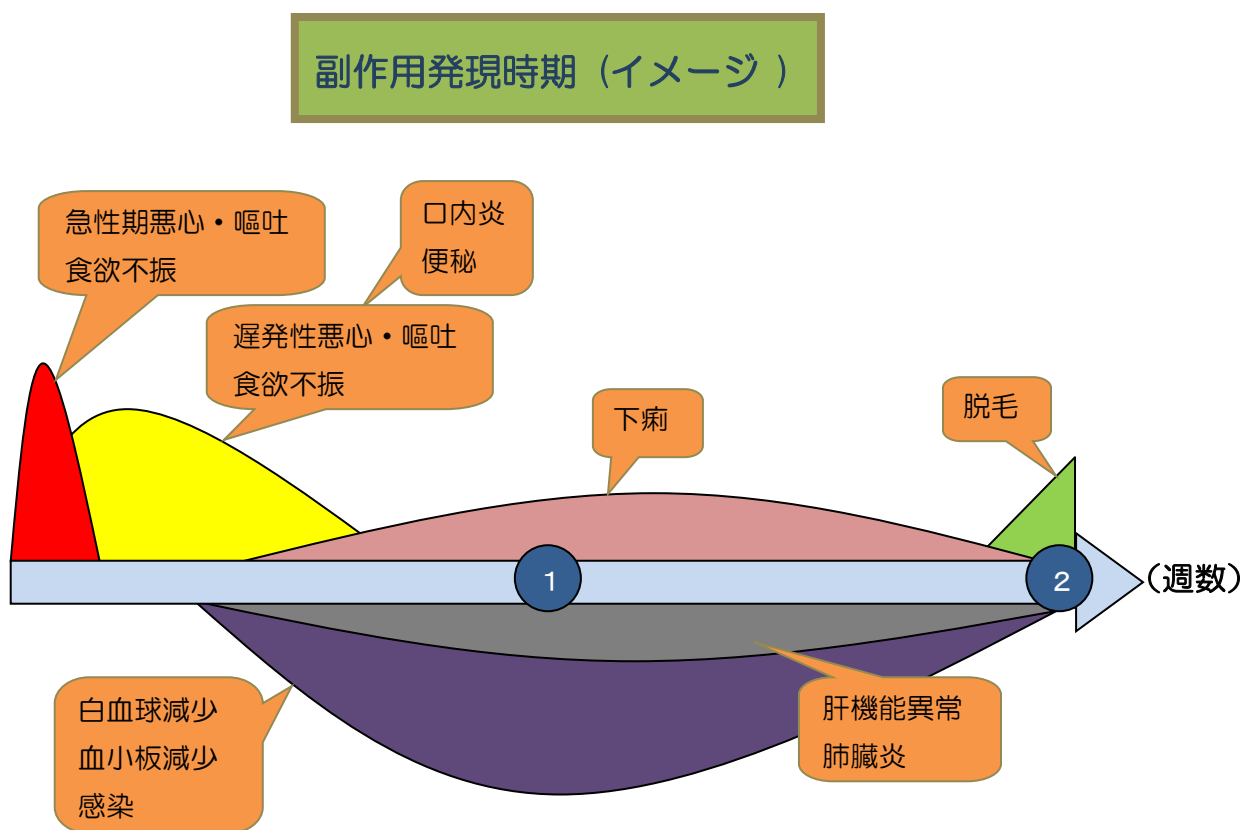 副作用発現時期（イメージ ）
急性期悪心・嘔吐
食欲不振
口内炎
便秘
遅発性悪心・嘔吐
食欲不振
下痢
脱毛
1
2
（週数）
白血球減少
血小板減少
感染
肝機能異常
肺臓炎